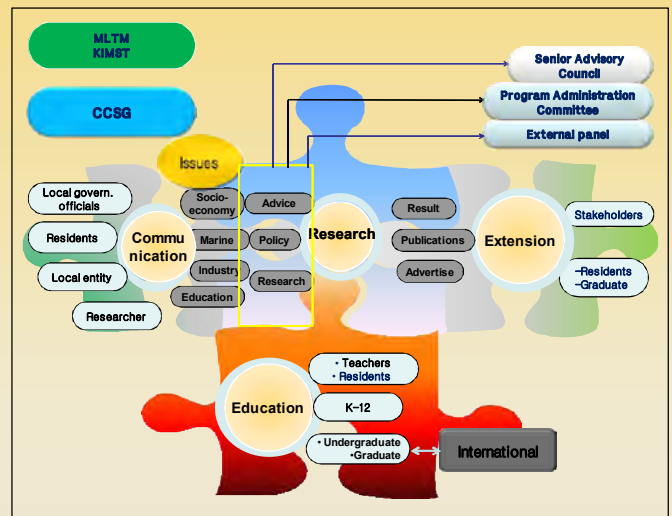 MLTM
KIMST
CCSG
Senior Advisory
Council
Program Administration
Committee
External panel
Issues
Local govern.
officials
Residents
Local entity
Researcher
Commu
nication
Socio-
economy
Marine
Industry
Education
Advice
Policy
Research
Research
Result
Publications
Advertise
Extension
Stakeholders
-Residents
-Graduate
Education
• Teachers
• Residents
K-12
• Undergraduate
•Graduate
International